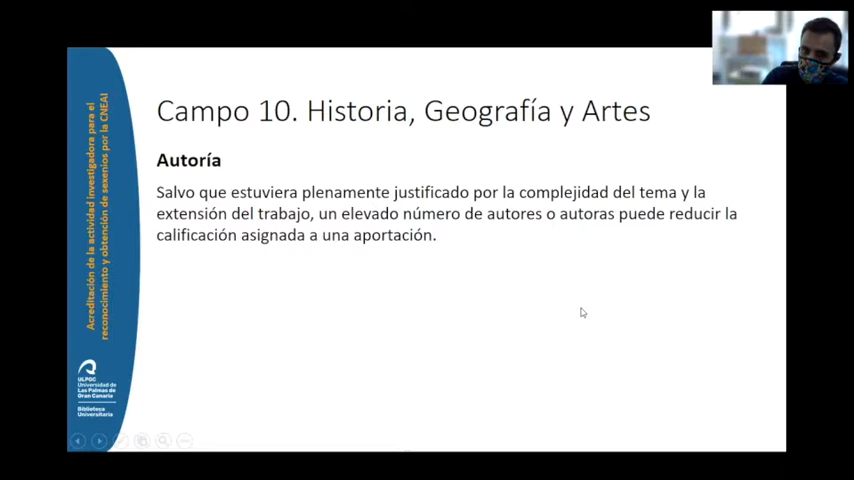 Campo 10. Historia, Geografía y Artes
Autoría
Salvo que estuviera plenamente justificado por la complejidad del tema y la
extensión del trabajo, un elevado número de autores o autoras puede reducir la
calificación asignada a una aportación.
Acreditación de la actividad investigadora para el
reconocimiento y obtención de sexenios por la CNEAI
ULPGC
Universidad de
Las Palmas de
Gran Canaria
Biblioteca
Universitaria